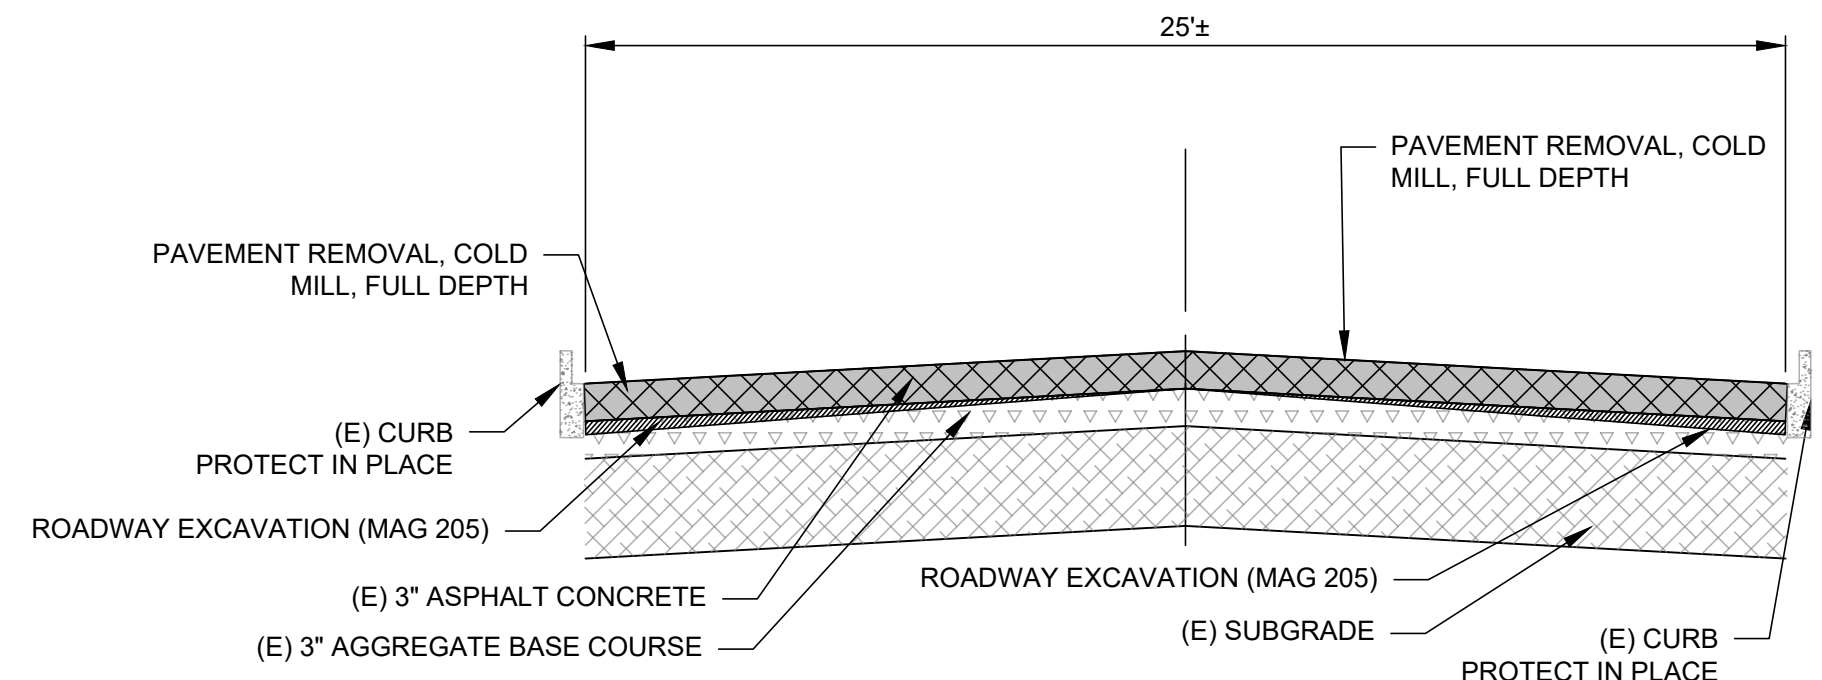 25'±
PAVEMENT REMOVAL, COLD
MILL, FULL DEPTH
PAVEMENT REMOVAL, COLD
MILL, FULL DEPTH
(E) CURB
PROTECT IN PLACE
ROADWAY EXCAVATION (MAG 205)
(E) 3" ASPHALT CONCRETE
(E) 3" AGGREGATE BASE COURSE
ROADWAY EXCAVATION (MAG 205)
(E) SUBGRADE
(E) CURB
PROTECT IN PLACE